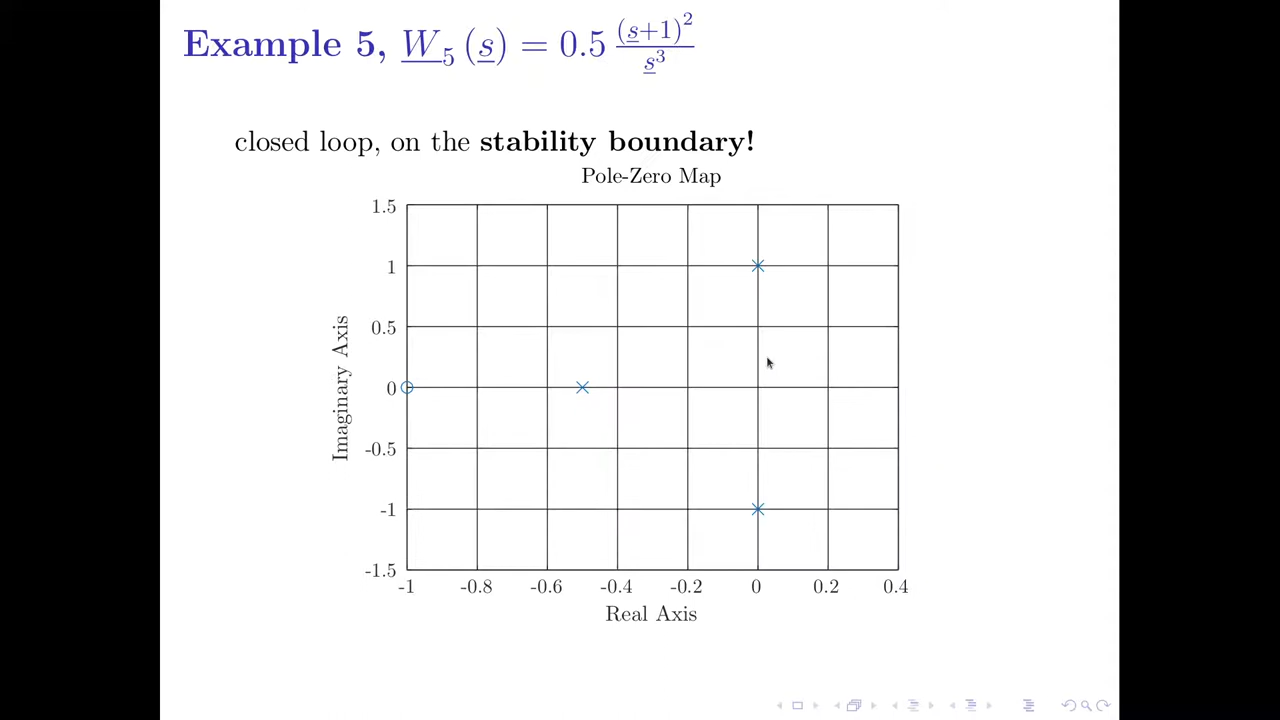 Example 5, W₅ (s) = 0.5 (s+1)² / s³
closed loop, on the stability boundary!
Pole-Zero Map
1.5
1
0.5
0
-0.5
-1
-1.5
Imaginary Axis
-1 -0.8 -0.6 -0.4 -0.2 0 0.2 0.4
Real Axis